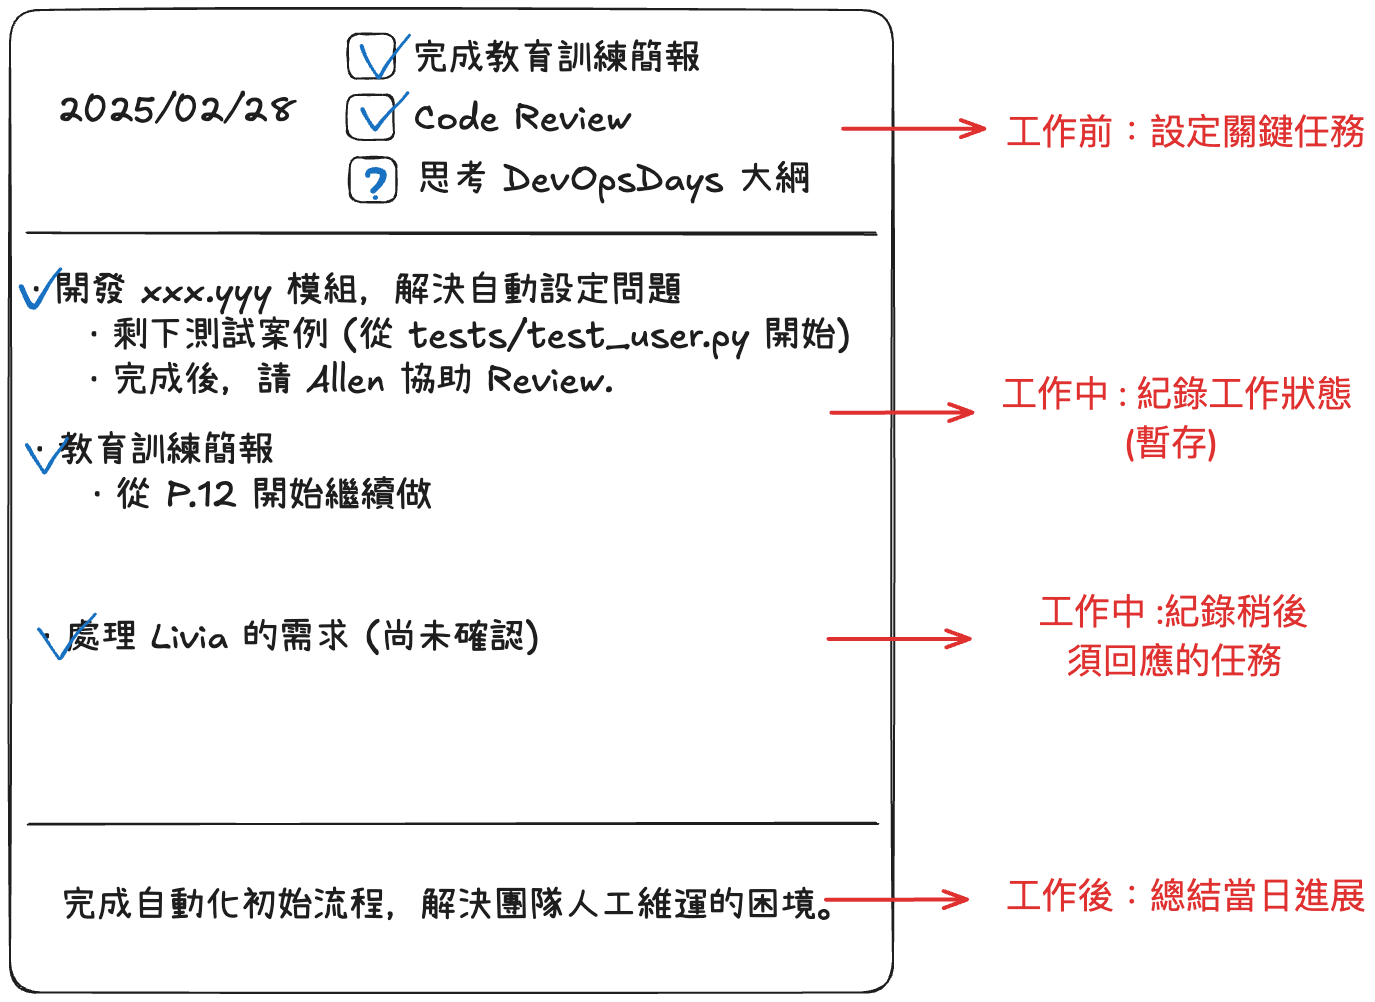 2025/02/28
完成教育訓練簡報
Code Review
? 思考 DevOpsDays 大綱
工作前：設定關鍵任務
· 開發 xxx.yyy 模組, 解決自動設定問題
· 剩下測試案例 (從 tests/test_user.py 開始)
· 完成後, 請 Allen 協助 Review.
工作中 : 紀錄工作狀態
(暫存)
· 教育訓練簡報
· 從 P.12 開始繼續做
· 處理 Livia 的需求 (尚未確認)
工作中 :紀錄稍後
須回應的任務
完成自動化初始流程, 解決團隊人工維運的困境。
工作後：總結當日進展